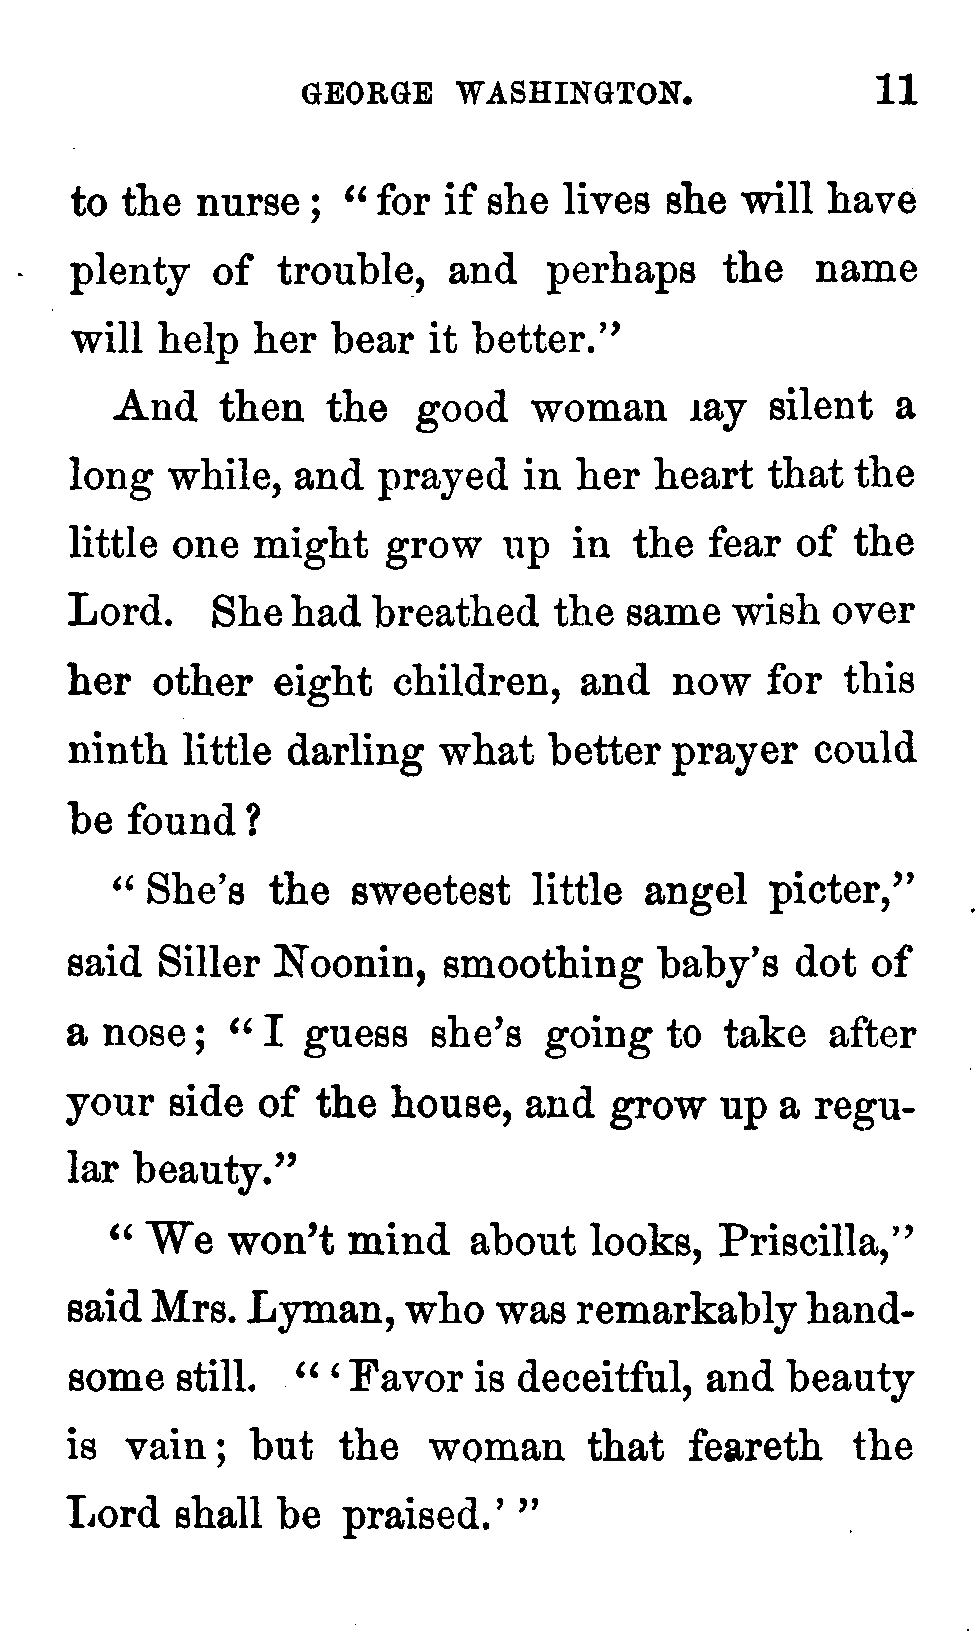 GEORGE WASHINGTON. 11
to the nurse; "for if she lives she will have
plenty of trouble, and perhaps the name
will help her bear it better."
And then the good woman lay silent a
long while, and prayed in her heart that the
little one might grow up in the fear of the
Lord. She had breathed the same wish over
her other eight children, and now for this
ninth little darling what better prayer could
be found?
"She's the sweetest little angel picter,"
said Siller Noonin, smoothing baby's dot of
a nose; "I guess she's going to take after
your side of the house, and grow up a regu-
lar beauty."
"We won't mind about looks, Priscilla,"
said Mrs. Lyman, who was remarkably hand-
some still. "'Favor is deceitful, and beauty
is vain; but the woman that feareth the
Lord shall be praised.'"